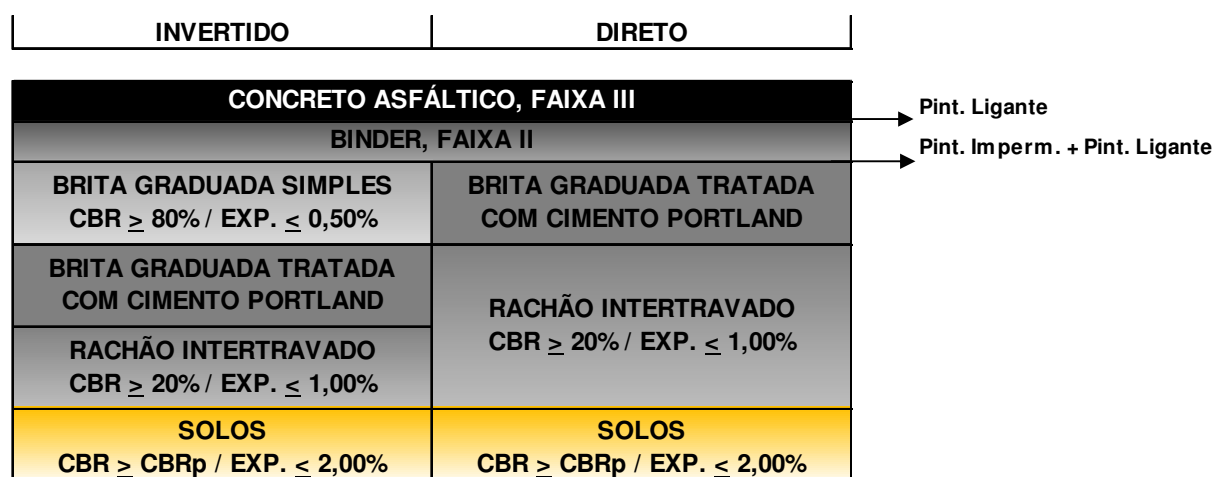 INVERTIDO
DIRETO
CONCRETO ASFÁLTICO, FAIXA III
Pint. Ligante
BINDER, FAIXA II
Pint. Imperm. + Pint. Ligante
BRITA GRADUADA SIMPLES
CBR ≥ 80% / EXP. ≤ 0,50%
BRITA GRADUADA TRATADA
COM CIMENTO PORTLAND
BRITA GRADUADA TRATADA
COM CIMENTO PORTLAND
RACHÃO INTERTRAVADO
CBR ≥ 20% / EXP. ≤ 1,00%
RACHÃO INTERTRAVADO
CBR ≥ 20% / EXP. ≤ 1,00%
SOLOS
CBR ≥ CBRp / EXP. ≤ 2,00%
SOLOS
CBR ≥ CBRp / EXP. ≤ 2,00%